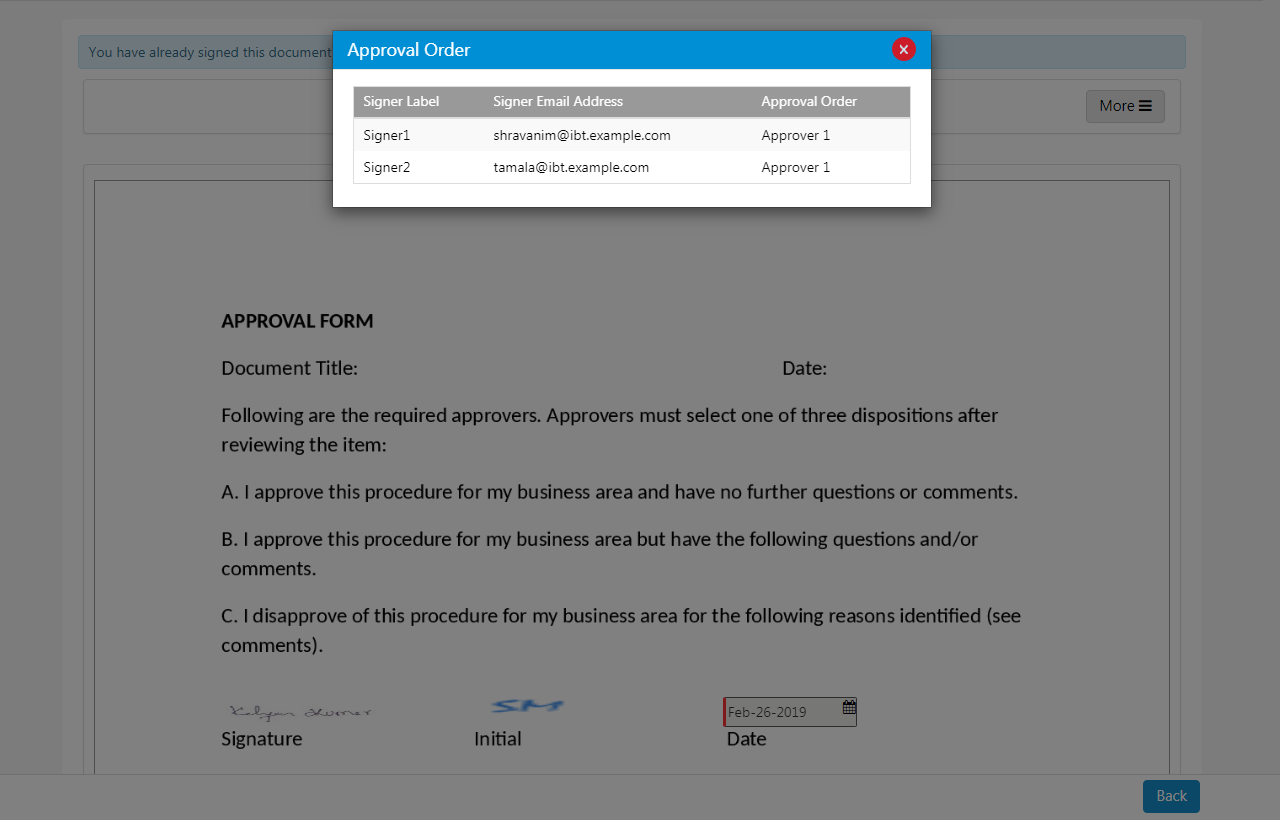 You have already signed this document
Approval Order
Signer Label Signer Email Address Approval Order
Signer1 shravanim@ibt.example.com Approver 1
Signer2 tamala@ibt.example.com Approver 1
More
APPROVAL FORM
Document Title: Date:
Following are the required approvers. Approvers must select one of three dispositions after
reviewing the item:
A. I approve this procedure for my business area and have no further questions or comments.
B. I approve this procedure for my business area but have the following questions and/or
comments.
C. I disapprove of this procedure for my business area for the following reasons identified (see
comments).
Feb-26-2019
Signature Initial Date
Back